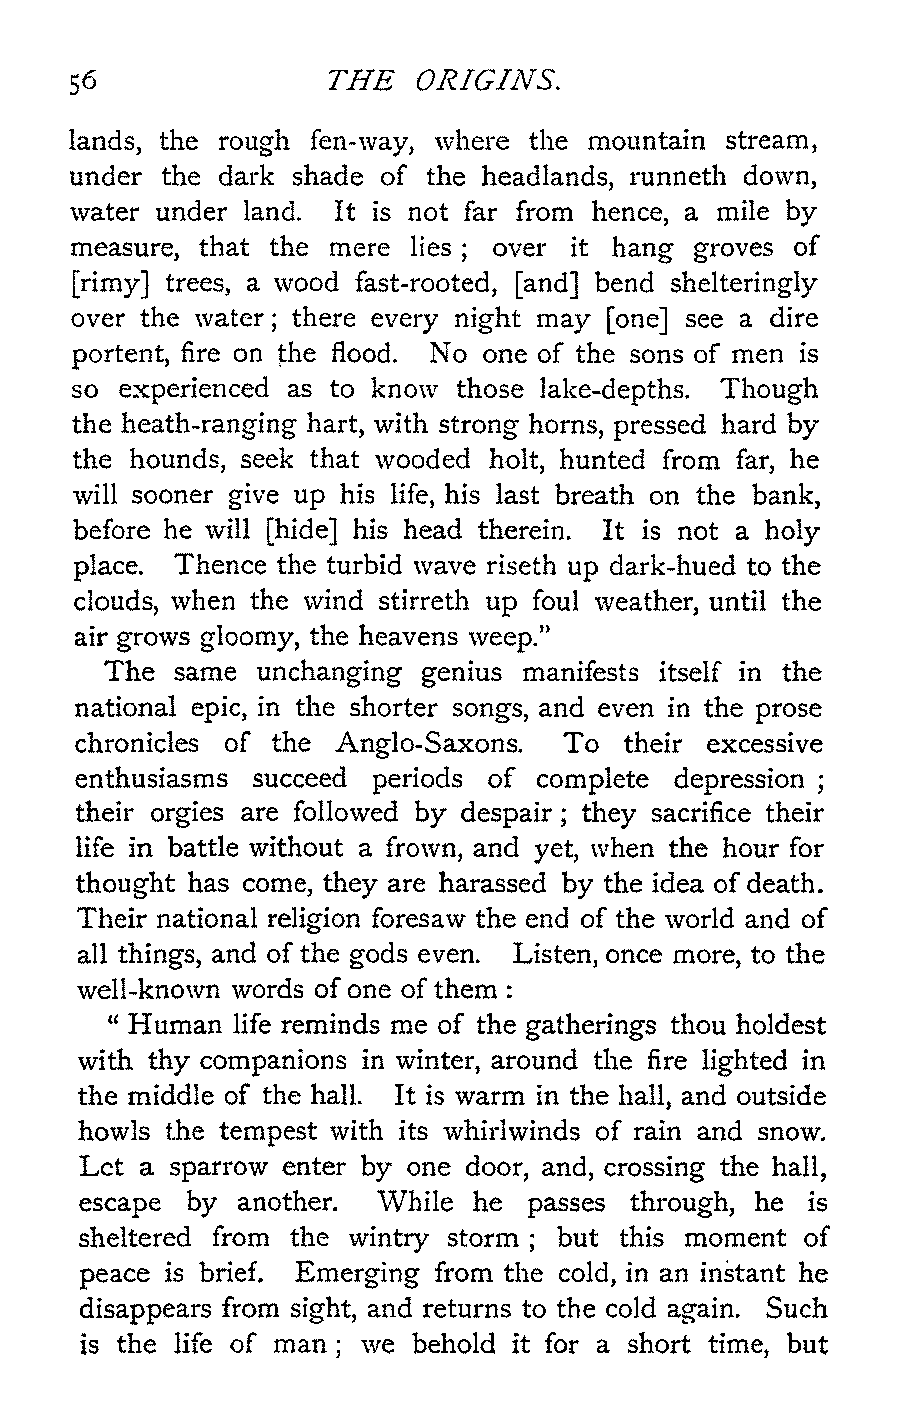 56 THE ORIGINS.
lands, the rough fen-way, where the mountain stream,
under the dark shade of the headlands, runneth down,
water under land. It is not far from hence, a mile by
measure, that the mere lies ; over it hang groves of
[rimy] trees, a wood fast-rooted, [and] bend shelteringly
over the water ; there every night may [one] see a dire
portent, fire on the flood. No one of the sons of men is
so experienced as to know those lake-depths. Though
the heath-ranging hart, with strong horns, pressed hard by
the hounds, seek that wooded holt, hunted from far, he
will sooner give up his life, his last breath on the bank,
before he will [hide] his head therein. It is not a holy
place. Thence the turbid wave riseth up dark-hued to the
clouds, when the wind stirreth up foul weather, until the
air grows gloomy, the heavens weep."
The same unchanging genius manifests itself in the
national epic, in the shorter songs, and even in the prose
chronicles of the Anglo-Saxons. To their excessive
enthusiasms succeed periods of complete depression ;
their orgies are followed by despair ; they sacrifice their
life in battle without a frown, and yet, when the hour for
thought has come, they are harassed by the idea of death.
Their national religion foresaw the end of the world and of
all things, and of the gods even. Listen, once more, to the
well-known words of one of them :
" Human life reminds me of the gatherings thou holdest
with thy companions in winter, around the fire lighted in
the middle of the hall. It is warm in the hall, and outside
howls the tempest with its whirlwinds of rain and snow.
Let a sparrow enter by one door, and, crossing the hall,
escape by another. While he passes through, he is
sheltered from the wintry storm ; but this moment of
peace is brief. Emerging from the cold, in an instant he
disappears from sight, and returns to the cold again. Such
is the life of man ; we behold it for a short time, but